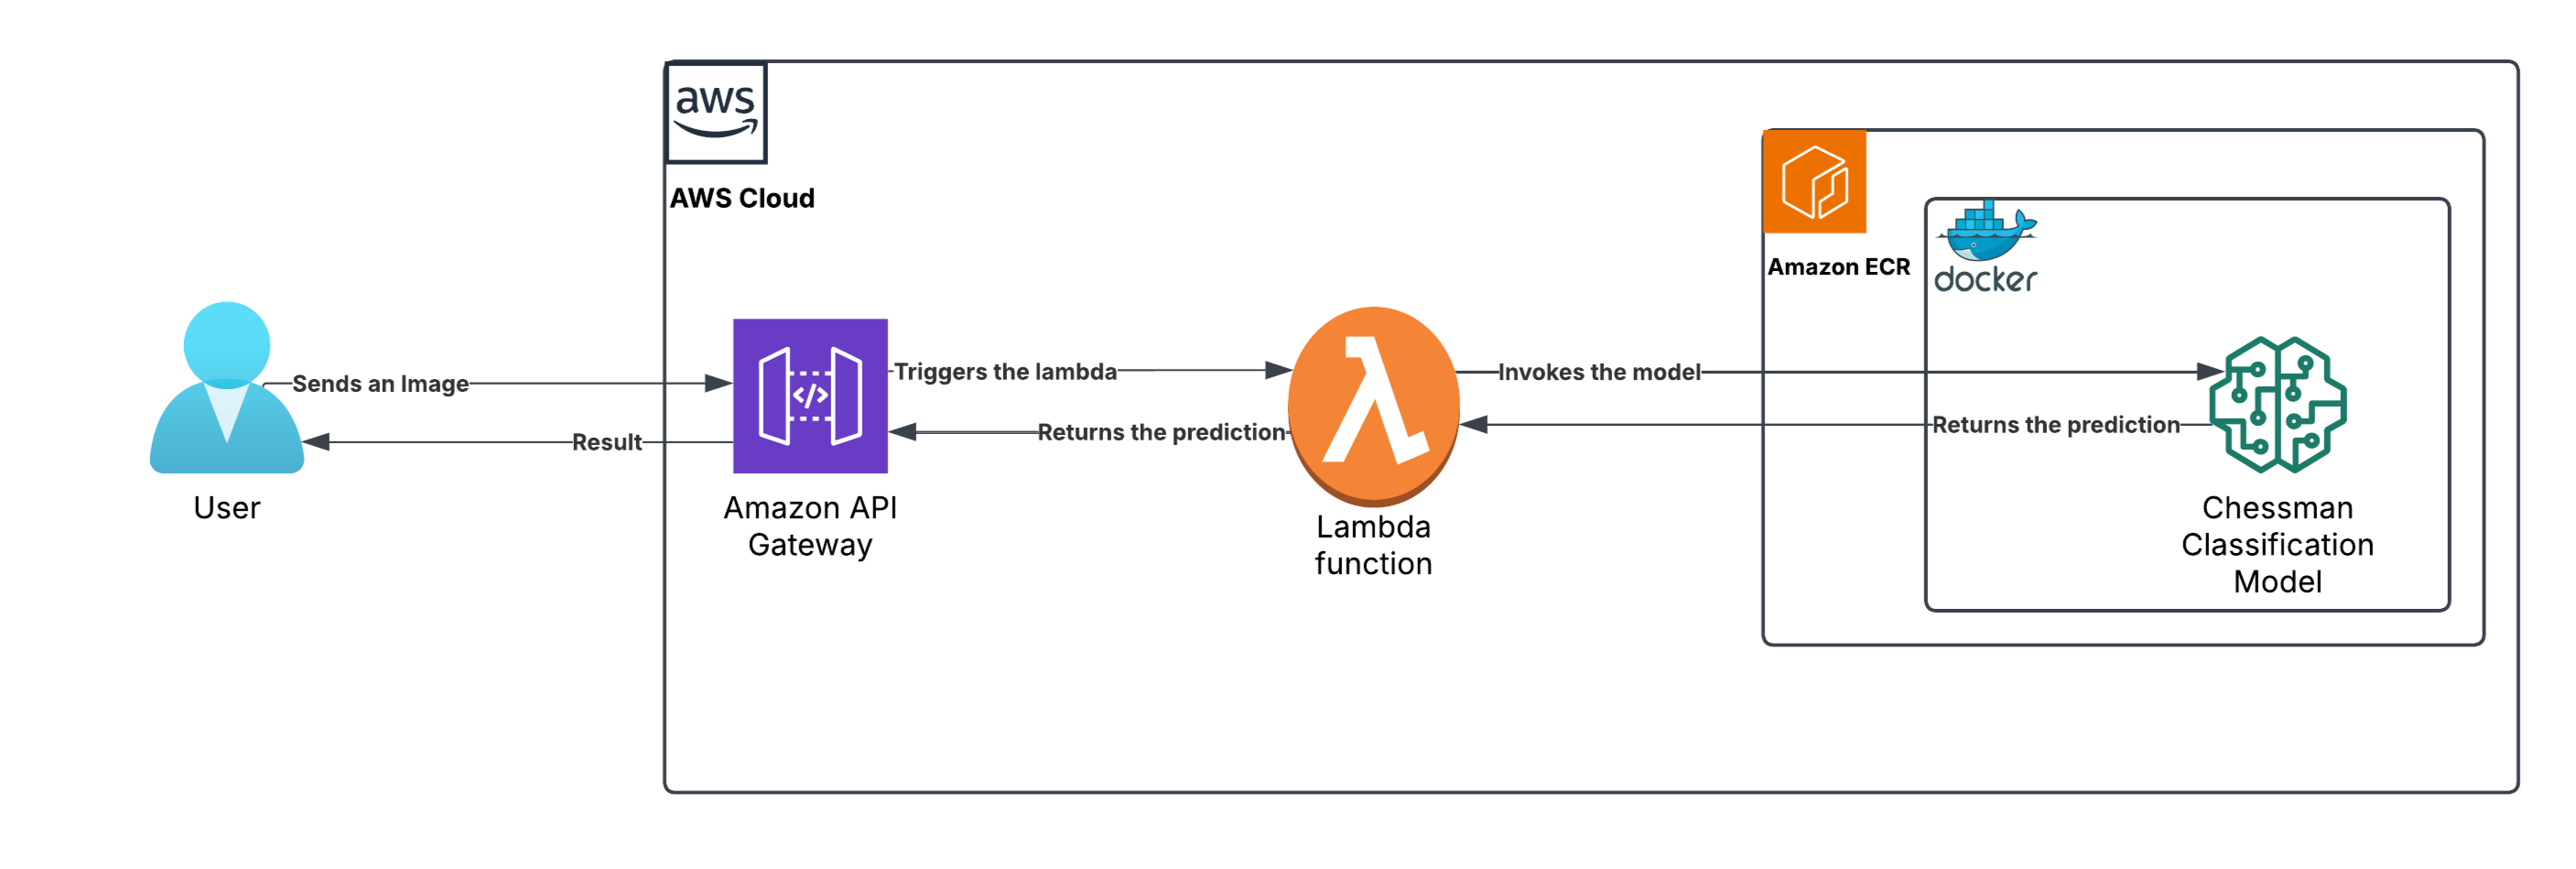 aws
AWS Cloud
Amazon ECR
docker
Sends an Image
Triggers the lambda
Invokes the model
</>
Result
Returns the prediction
Returns the prediction
User
Amazon API
Gateway
Lambda
function
Chessman
Classification
Model